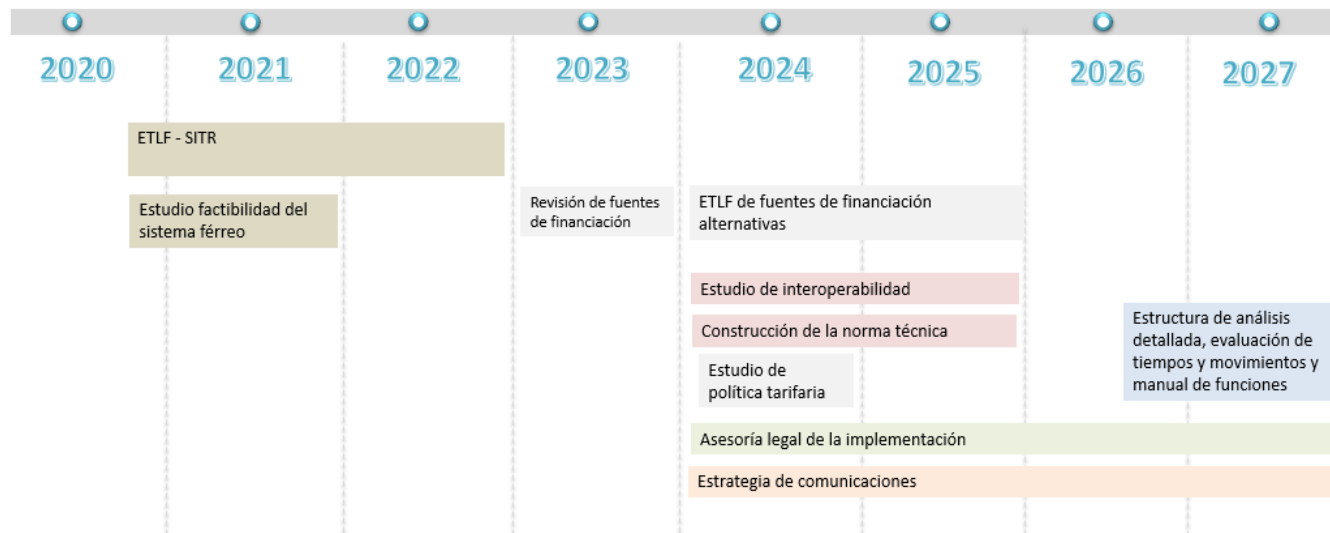 2020
2021
2022
2023
2024
2025
2026
2027
ETLF - SITR
Estudio factibilidad del
sistema férreo
Revisión de fuentes
de financiación
ETLF de fuentes de financiación
alternativas
Estudio de interoperabilidad
Construcción de la norma técnica
Estudio de
política tarifaria
Estructura de análisis
detallada, evaluación de
tiempos y movimientos y
manual de funciones
Asesoría legal de la implementación
Estrategia de comunicaciones